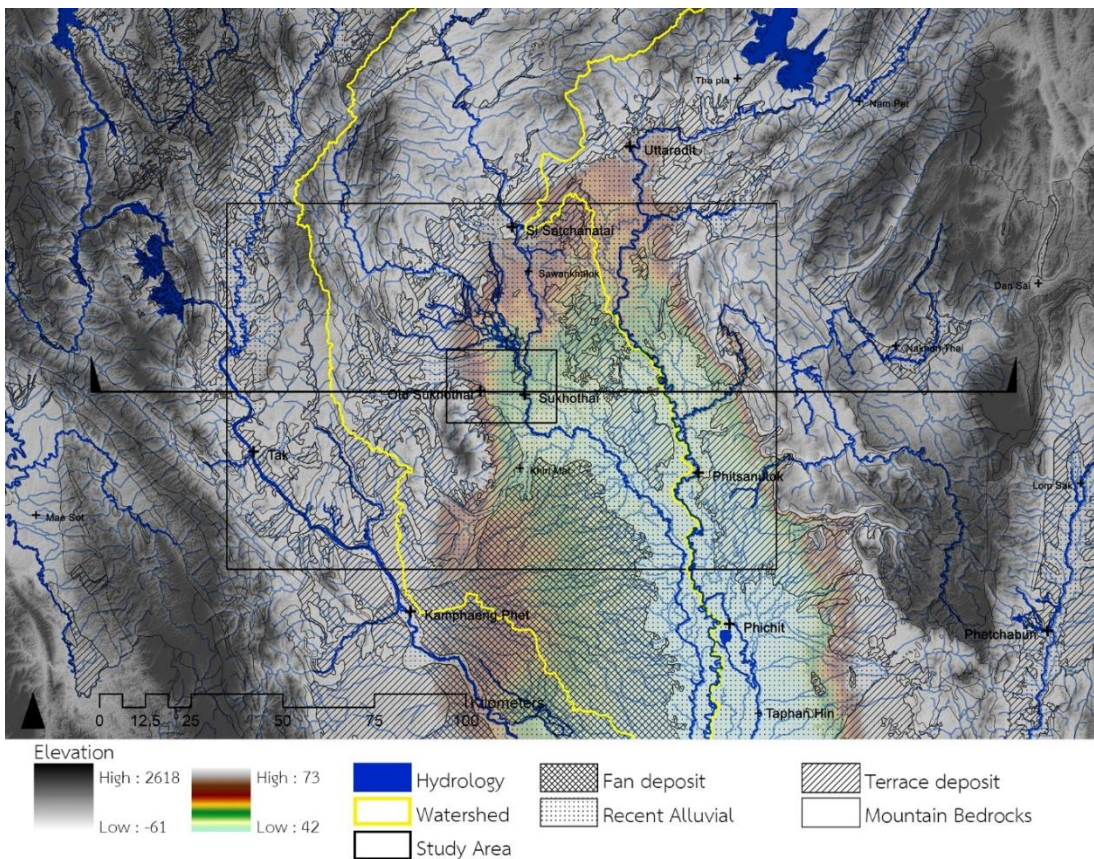 Tha pla
Nam Pat
Uttaradit
Si Satchanatai
Sawankhalok
Dan Sai
Nakhon Thai
Old Sukhothai
Sukhothai
Tak
Khiri Mat
Phitsanulok
Lom Sak
Mae Sot
Kamphaeng Phet
Phichit
Phetchabun
Kilometers
0 12.5 25 50 75 100
Taphan Hin
Elevation
High : 2618
Low : -61
High : 73
Low : 42
Hydrology
Watershed
Study Area
Fan deposit
Recent Alluvial
Terrace deposit
Mountain Bedrocks